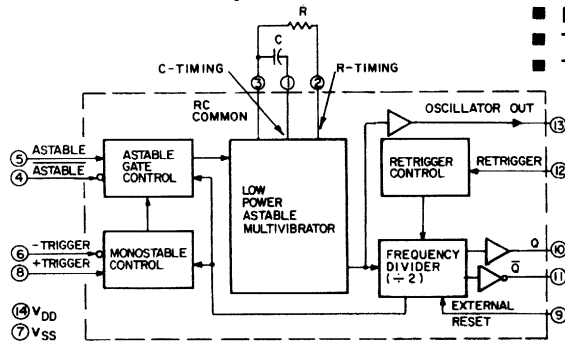 R
C
C-TIMING
R-TIMING
3
1
2
RC
COMMON
OSCILLATOR OUT
13
5
ASTABLE
4
ASTABLE
ASTABLE
GATE
CONTROL
LOW
POWER
ASTABLE
MULTIVIBRATOR
RETRIGGER
CONTROL
RETRIGGER
12
-TRIGGER
6
+TRIGGER
8
MONOSTABLE
CONTROL
FREQUENCY
DIVIDER
(÷2)
Q
10
Q̅
11
EXTERNAL
RESET
9
14 VDD
7 VSS